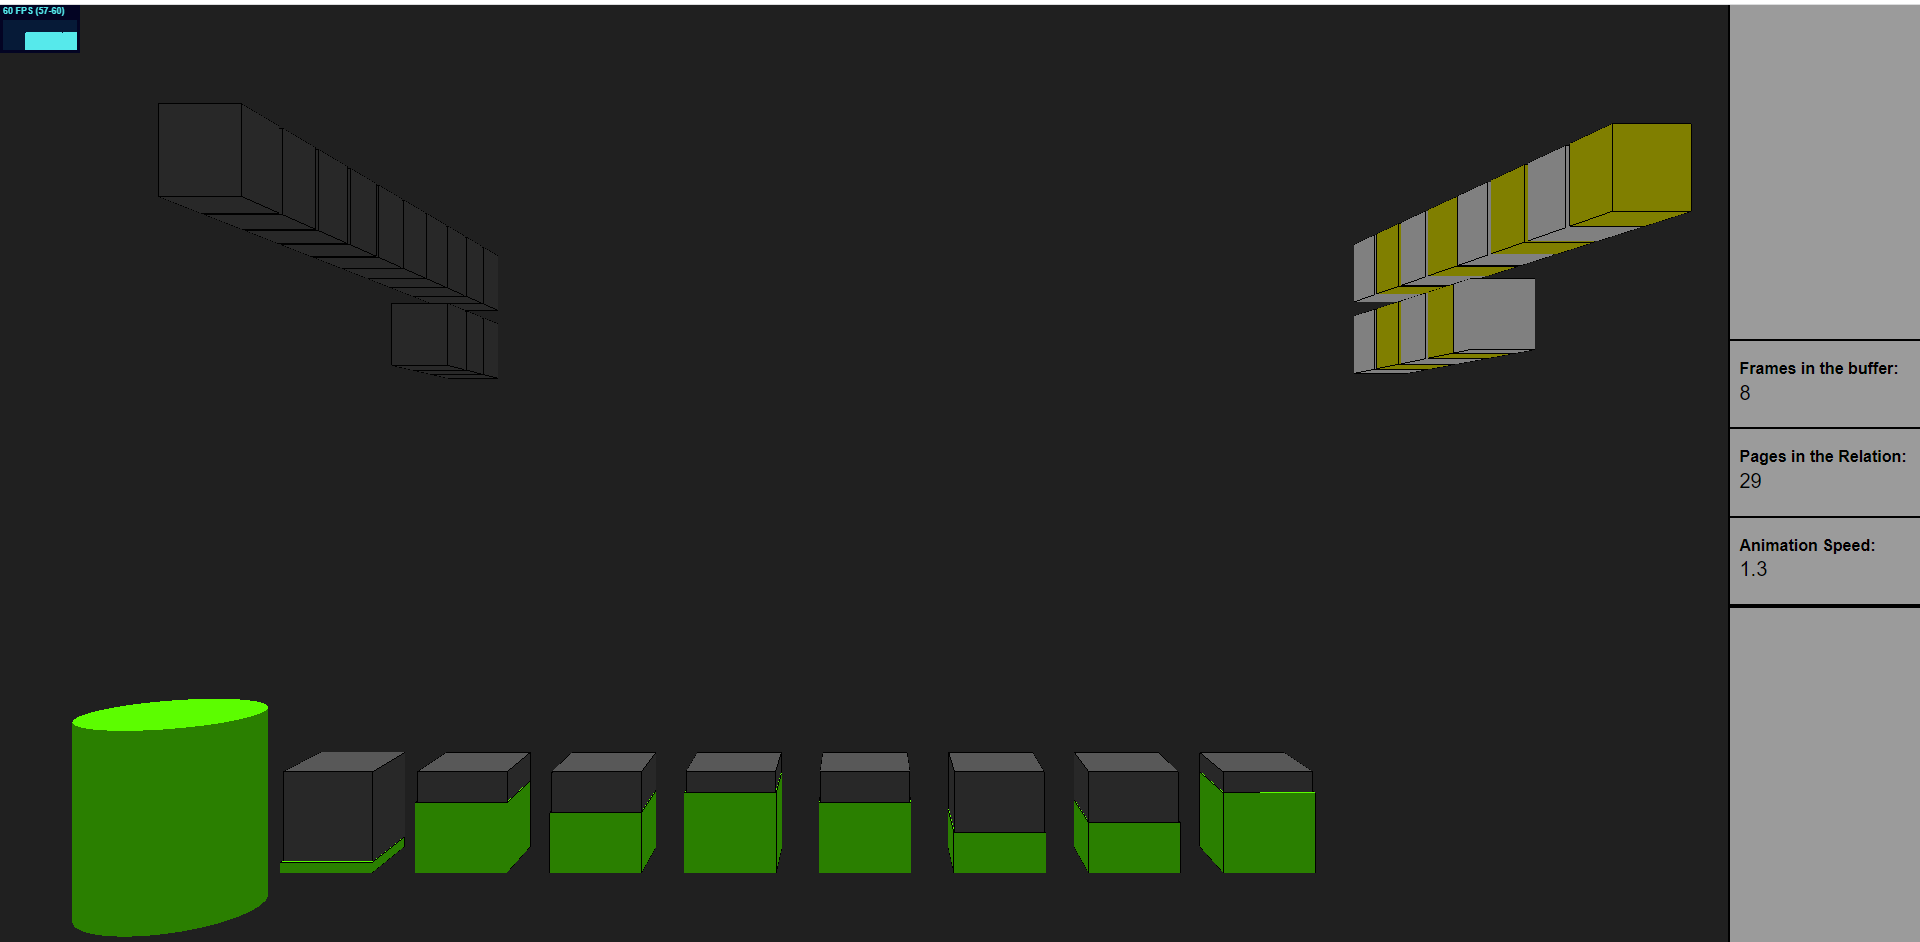 60 FPS (57-60)
Frames in the buffer:
8
Pages in the Relation:
29
Animation Speed:
1.3